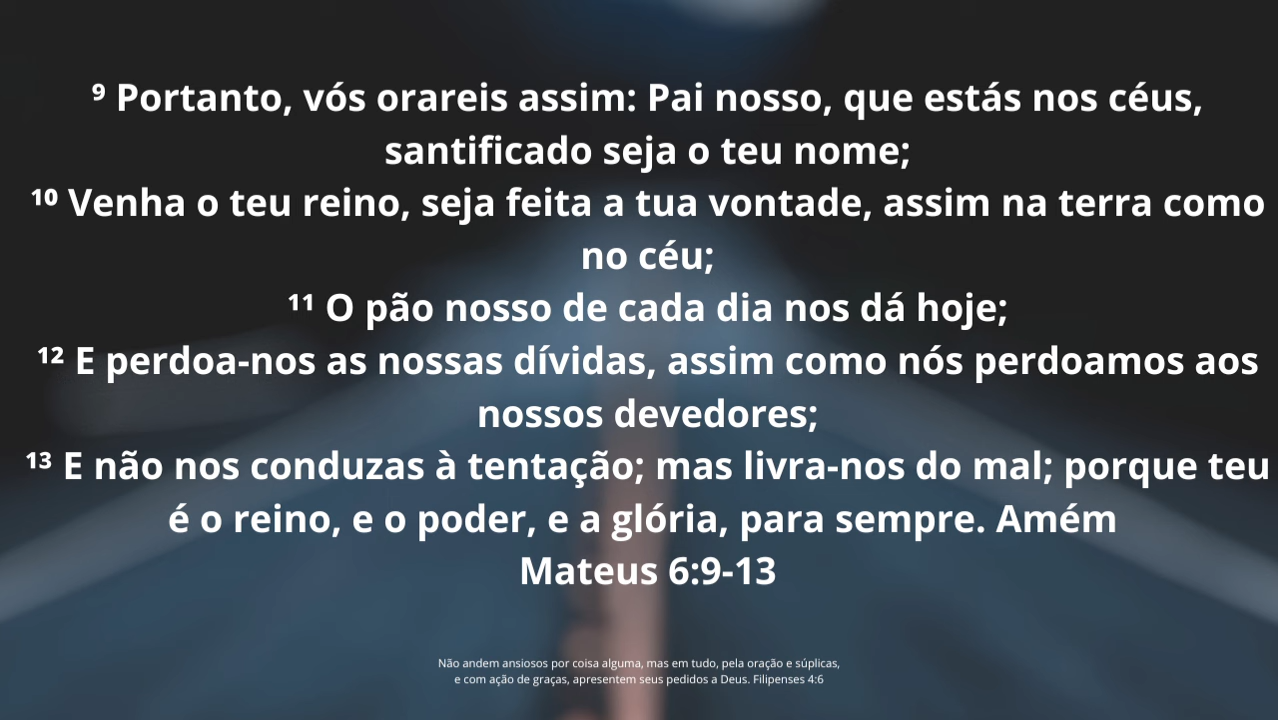 ⁹ Portanto, vós orareis assim: Pai nosso, que estás nos céus,
santificado seja o teu nome;
¹⁰ Venha o teu reino, seja feita a tua vontade, assim na terra como
no céu;
¹¹ O pão nosso de cada dia nos dá hoje;
¹² E perdoa-nos as nossas dívidas, assim como nós perdoamos aos
nossos devedores;
¹³ E não nos conduzas à tentação; mas livra-nos do mal; porque teu
é o reino, e o poder, e a glória, para sempre. Amém
Mateus 6:9-13
Não andem ansiosos por coisa alguma, mas em tudo, pela oração e súplicas,
e com ação de graças, apresentem seus pedidos a Deus. Filipenses 4:6